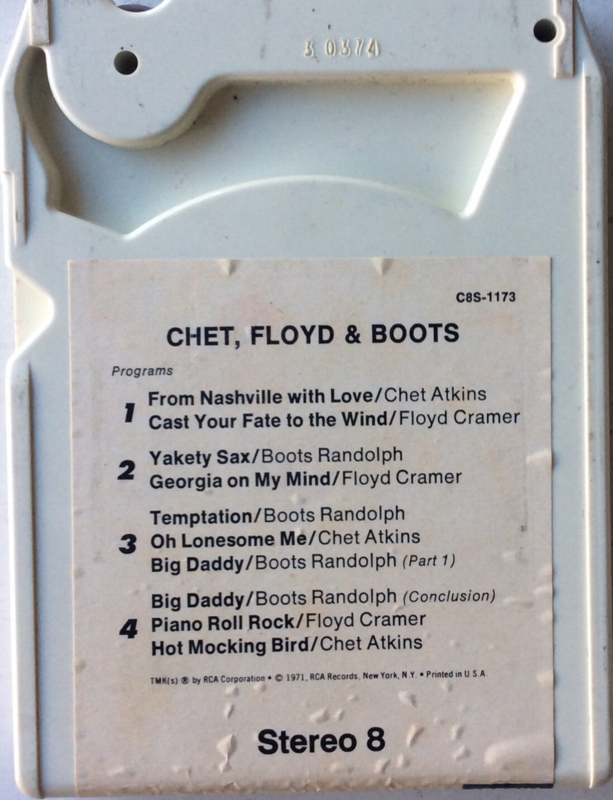 3 0374
C8S-1173
CHET, FLOYD & BOOTS
Programs
1 From Nashville with Love/Chet Atkins
Cast Your Fate to the Wind/Floyd Cramer
2 Yakety Sax/Boots Randolph
Georgia on My Mind/Floyd Cramer
Temptation/Boots Randolph
3 Oh Lonesome Me/Chet Atkins
Big Daddy/Boots Randolph (Part 1)
Big Daddy/Boots Randolph (Conclusion)
4 Piano Roll Rock/Floyd Cramer
Hot Mocking Bird/Chet Atkins
TMK(s) ® by RCA Corporation • © 1971, RCA Records, New York, N.Y. • Printed in U.S.A.
Stereo 8